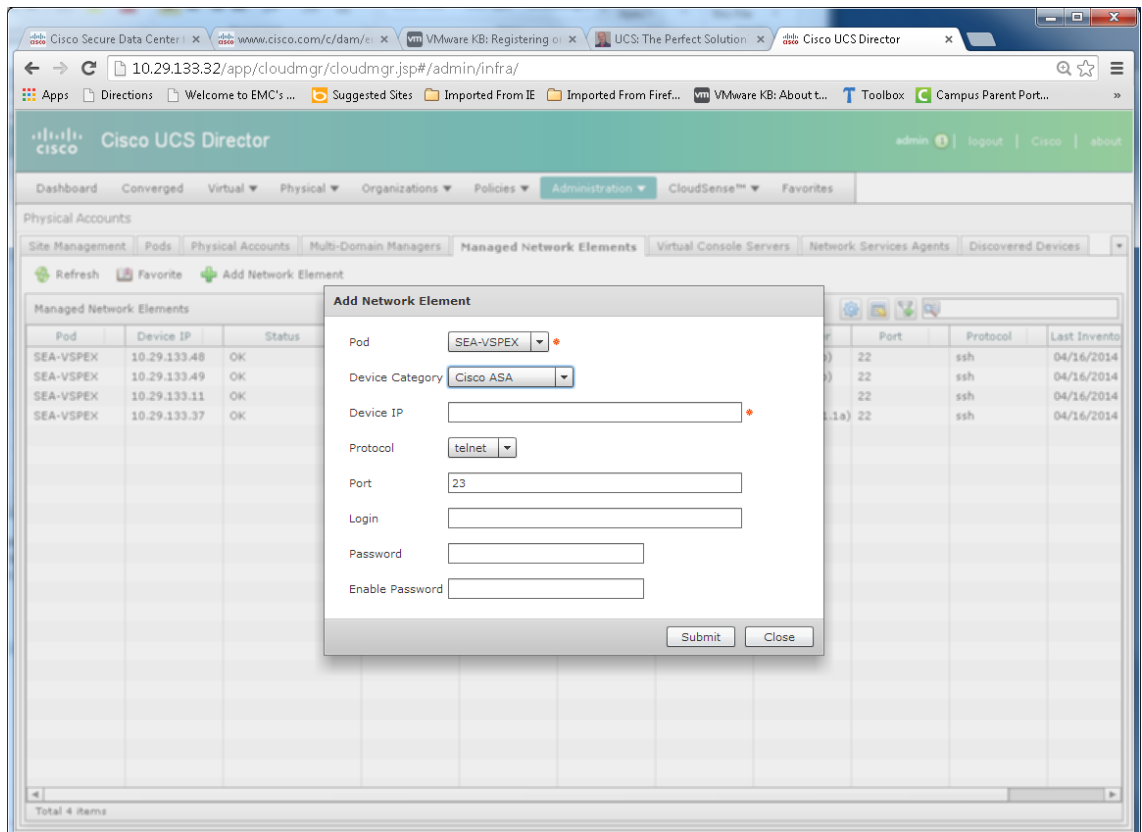 Cisco Secure Data Center
www.cisco.com/c/dam/e
VMware KB: Registering o
UCS: The Perfect Solution
Cisco UCS Director
10.29.133.32/app/cloudmgr/cloudmgr.jsp#/admin/infra/
Apps Directions Welcome to EMC's ... Suggested Sites Imported From IE Imported From Firef... VMware KB: About t... Toolbox Campus Parent Port... »
cisco Cisco UCS Director admin logout | Cisco | about
Dashboard Converged Virtual Physical Organizations Policies Administration CloudSense™ Favorites
Physical Accounts
Site Management Pods Physical Accounts Multi-Domain Managers Managed Network Elements Virtual Console Servers Network Services Agents Discovered Devices
Refresh Favorite Add Network Element
Managed Network Elements
Pod Device IP Status Port Protocol Last Invento
SEA-VSPEX 10.29.133.48 OK 22 ssh 04/16/2014
SEA-VSPEX 10.29.133.49 OK 22 ssh 04/16/2014
SEA-VSPEX 10.29.133.11 OK 22 ssh 04/16/2014
SEA-VSPEX 10.29.133.37 OK .1a) 22 ssh 04/16/2014
Add Network Element
Pod SEA-VSPEX *
Device Category Cisco ASA
Device IP *
Protocol telnet
Port 23
Login
Password
Enable Password
Submit Close
Total 4 items